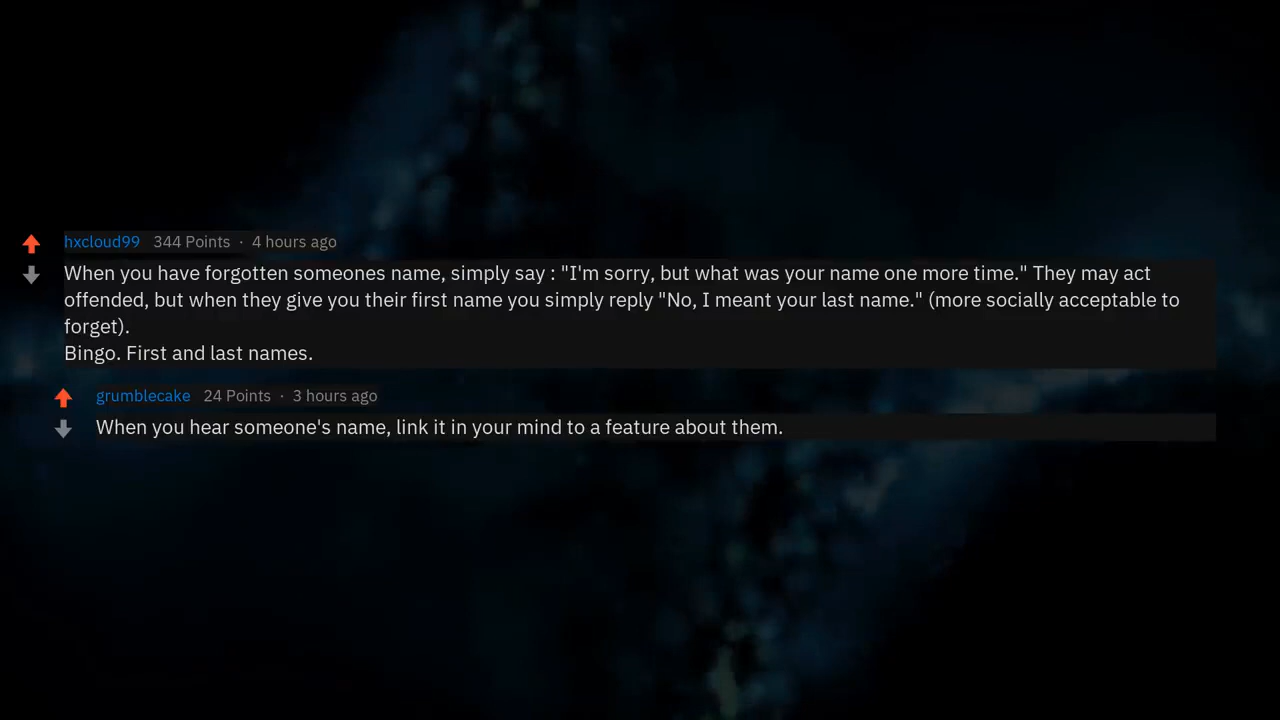 hxcloud99 344 Points · 4 hours ago
When you have forgotten someones name, simply say : "I'm sorry, but what was your name one more time." They may act
offended, but when they give you their first name you simply reply "No, I meant your last name." (more socially acceptable to
forget).
Bingo. First and last names.
grumblecake 24 Points · 3 hours ago
When you hear someone's name, link it in your mind to a feature about them.